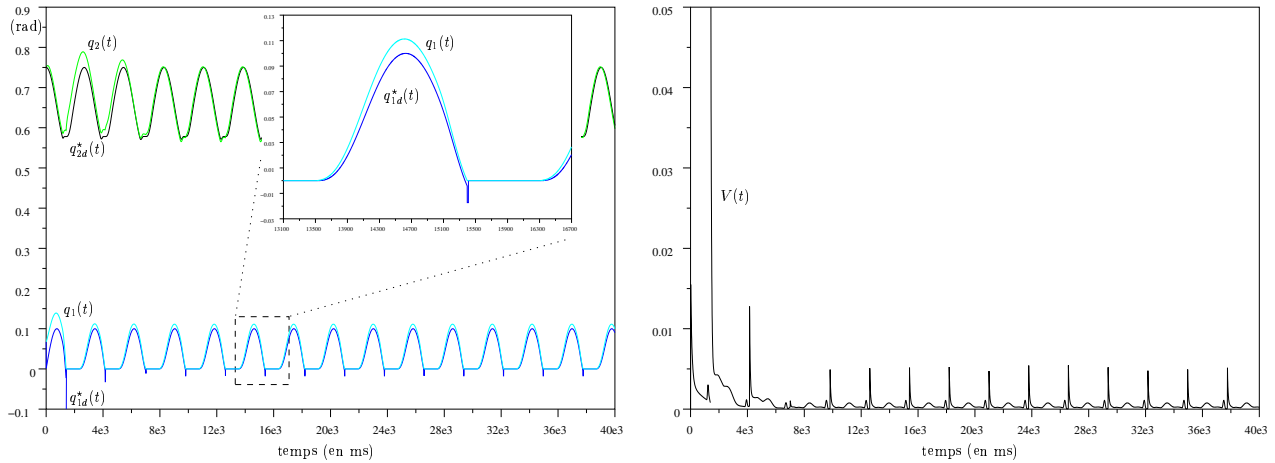 0.9
(rad)
0.8
0.7
0.6
0.5
0.4
0.3
0.2
0.1
0
−0.1
q₂(t)
q*₂d(t)
q₁(t)
q*₁d(t)
0 4e3 8e3 12e3 16e3 20e3 24e3 28e3 32e3 36e3 40e3
temps (en ms)
0.13
0.11
0.09
0.07
0.05
0.03
0.01
−0.01
−0.03
q₁(t)
q*₁d(t)
13100 13500 13900 14300 14700 15100 15500 15900 16300 16700
0.05
0.04
0.03
0.02
0.01
0
V(t)
0 4e3 8e3 12e3 16e3 20e3 24e3 28e3 32e3 36e3 40e3
temps (en ms)